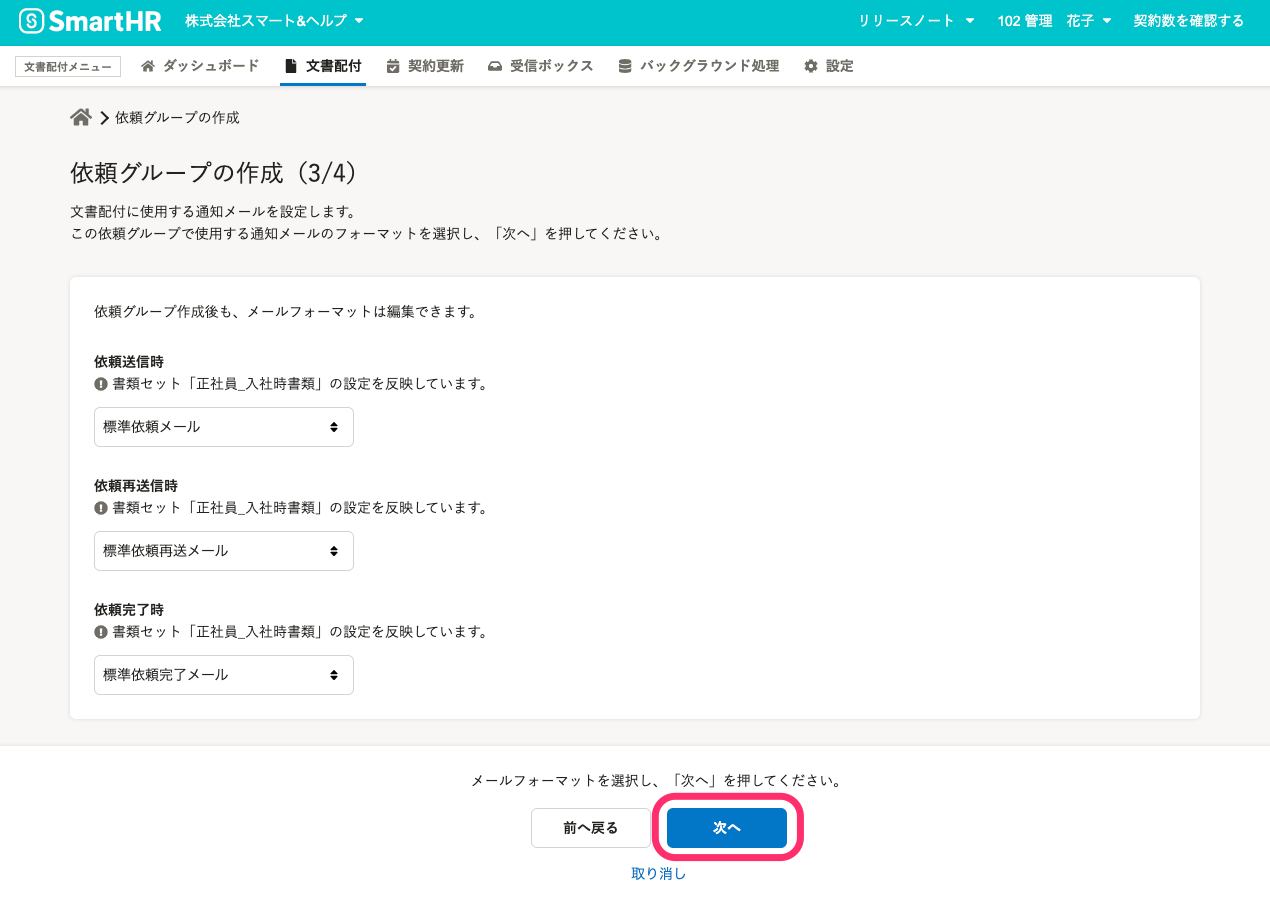 SmartHR 株式会社スマート&ヘルプ リリースノート 102 管理 花子 契約数を確認する
文書配付メニュー ダッシュボード 文書配付 契約更新 受信ボックス バックグラウンド処理 設定
依頼グループの作成
依頼グループの作成（3/4）
文書配付に使用する通知メールを設定します。
この依頼グループで使用する通知メールのフォーマットを選択し、「次へ」を押してください。
依頼グループ作成後も、メールフォーマットは編集できます。
依頼送信時
書類セット「正社員_入社時書類」の設定を反映しています。
標準依頼メール
依頼再送信時
書類セット「正社員_入社時書類」の設定を反映しています。
標準依頼再送メール
依頼完了時
書類セット「正社員_入社時書類」の設定を反映しています。
標準依頼完了メール
メールフォーマットを選択し、「次へ」を押してください。
前へ戻る 次へ
取り消し